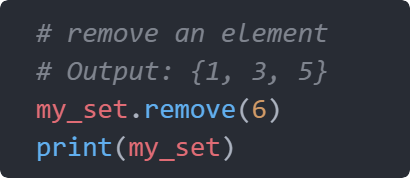 # remove an element
# Output: {1, 3, 5}
my_set.remove(6)
print(my_set)